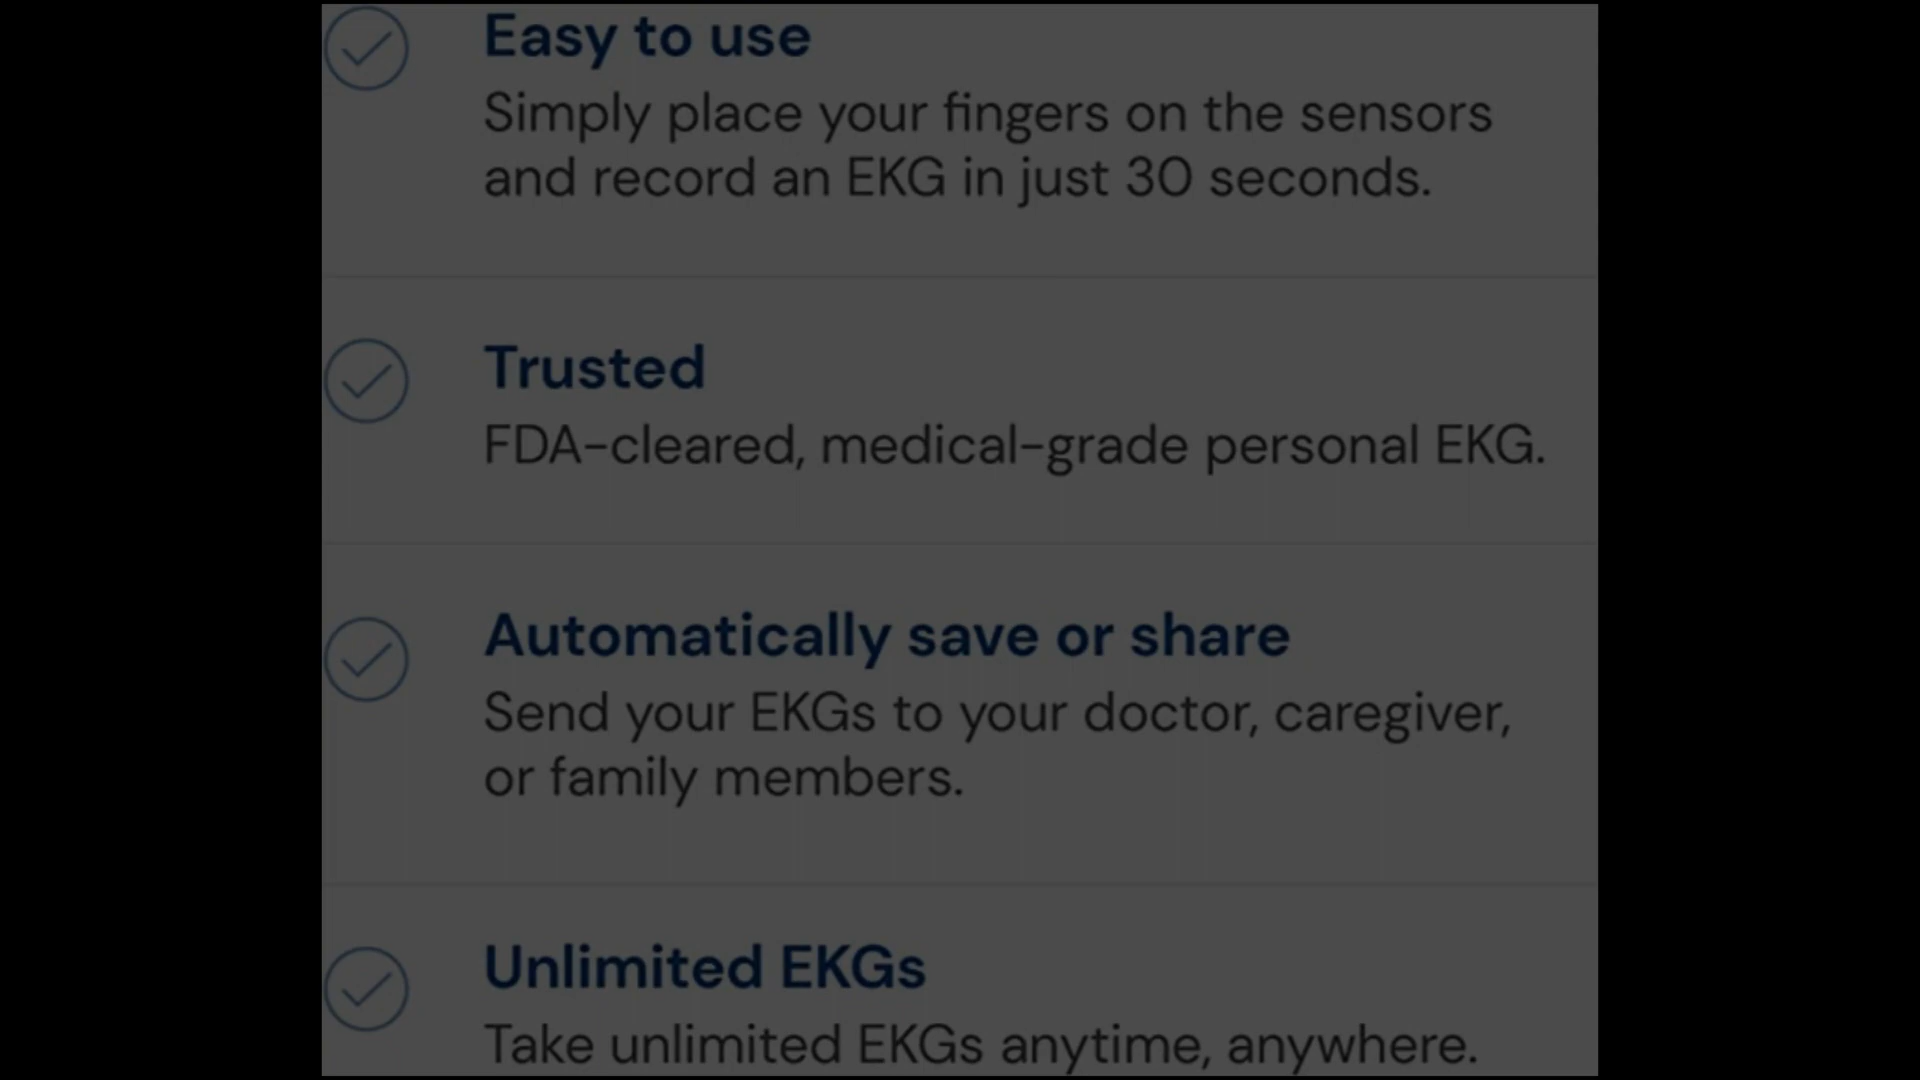 Easy to use
Simply place your fingers on the sensors
and record an EKG in just 30 seconds.
Trusted
FDA-cleared, medical-grade personal EKG.
Automatically save or share
Send your EKGs to your doctor, caregiver,
or family members.
Unlimited EKGs
Take unlimited EKGs anytime, anywhere.